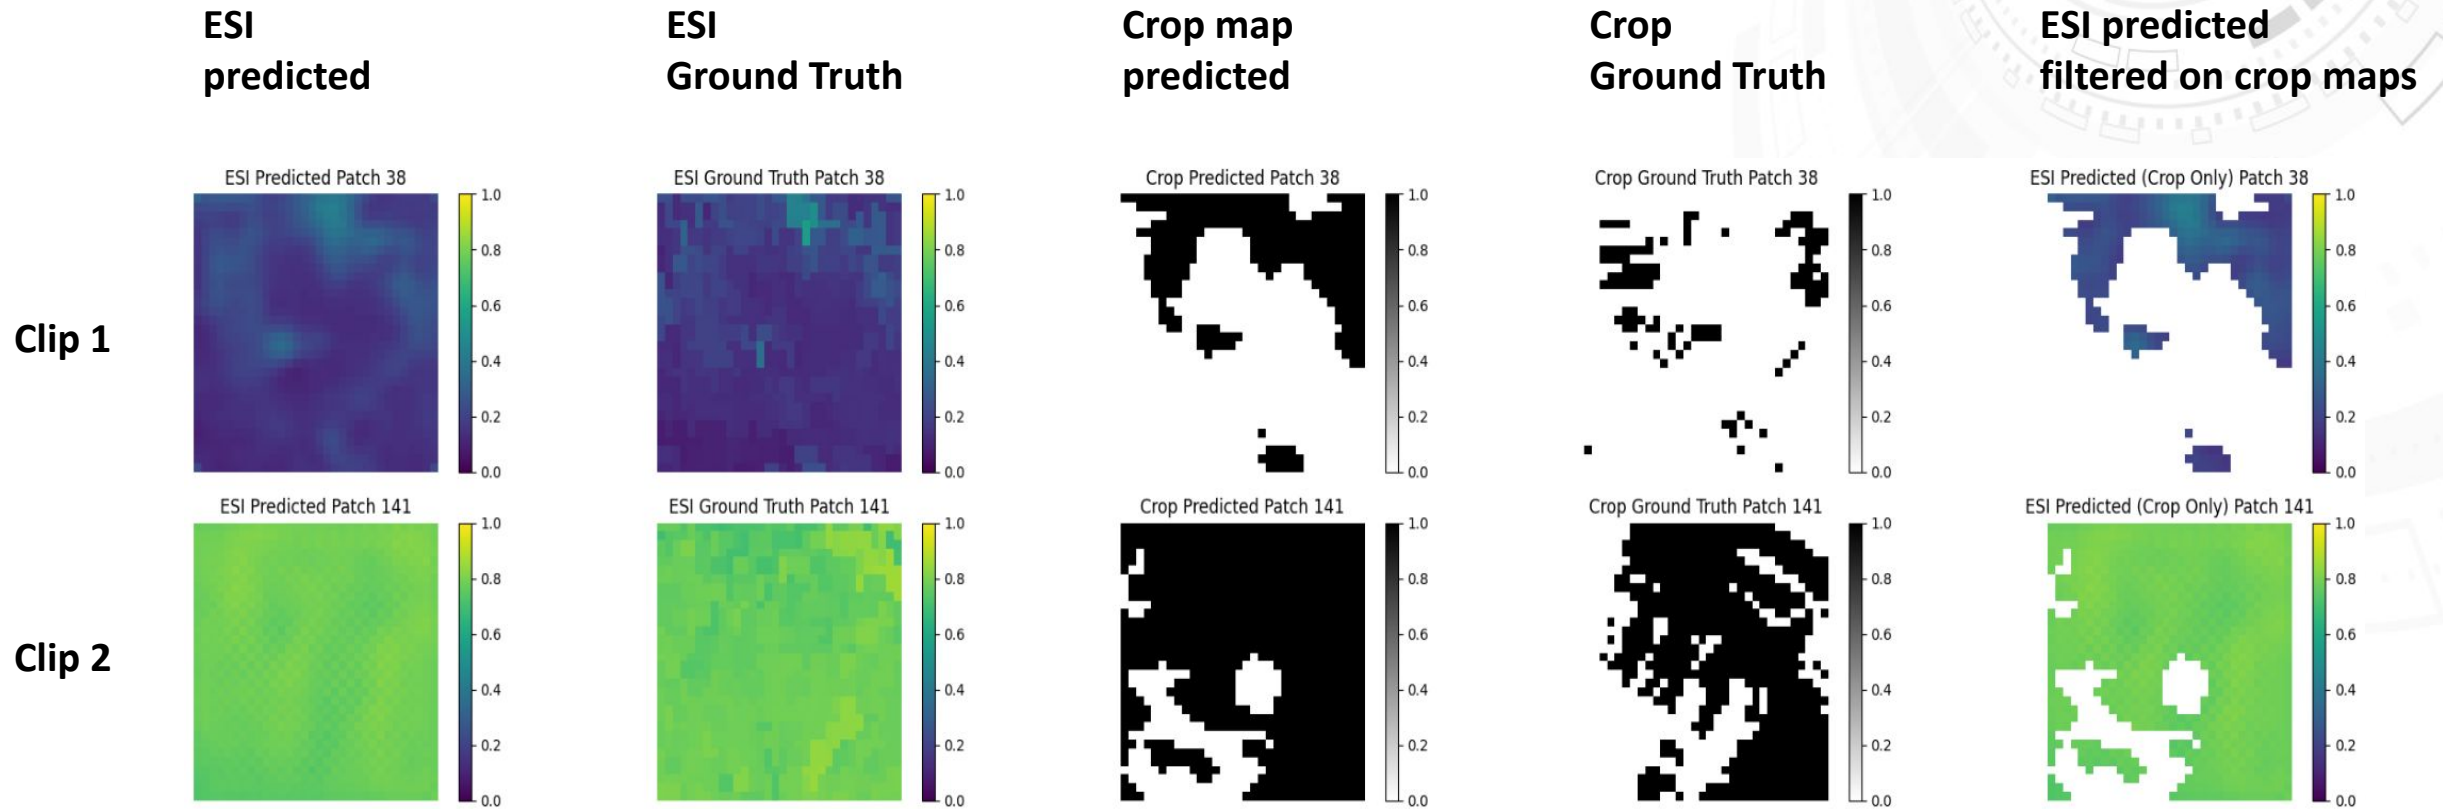 ESI
predicted
ESI
Ground Truth
Crop map
predicted
Crop
Ground Truth
ESI predicted
filtered on crop maps
Clip 1
ESI Predicted Patch 38
1.0
0.8
0.6
0.4
0.2
0.0
ESI Ground Truth Patch 38
1.0
0.8
0.6
0.4
0.2
0.0
Crop Predicted Patch 38
1.0
0.8
0.6
0.4
0.2
0.0
Crop Ground Truth Patch 38
1.0
0.8
0.6
0.4
0.2
0.0
ESI Predicted (Crop Only) Patch 38
1.0
0.8
0.6
0.4
0.2
0.0
Clip 2
ESI Predicted Patch 141
1.0
0.8
0.6
0.4
0.2
0.0
ESI Ground Truth Patch 141
1.0
0.8
0.6
0.4
0.2
0.0
Crop Predicted Patch 141
1.0
0.8
0.6
0.4
0.2
0.0
Crop Ground Truth Patch 141
1.0
0.8
0.6
0.4
0.2
0.0
ESI Predicted (Crop Only) Patch 141
1.0
0.8
0.6
0.4
0.2
0.0